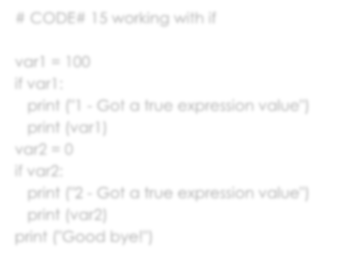 # CODE# 15 working with if
var1 = 100
if var1:
print ("1 - Got a true expression value")
print (var1)
var2 = 0
if var2:
print ("2 - Got a true expression value")
print (var2)
print ("Good bye!")